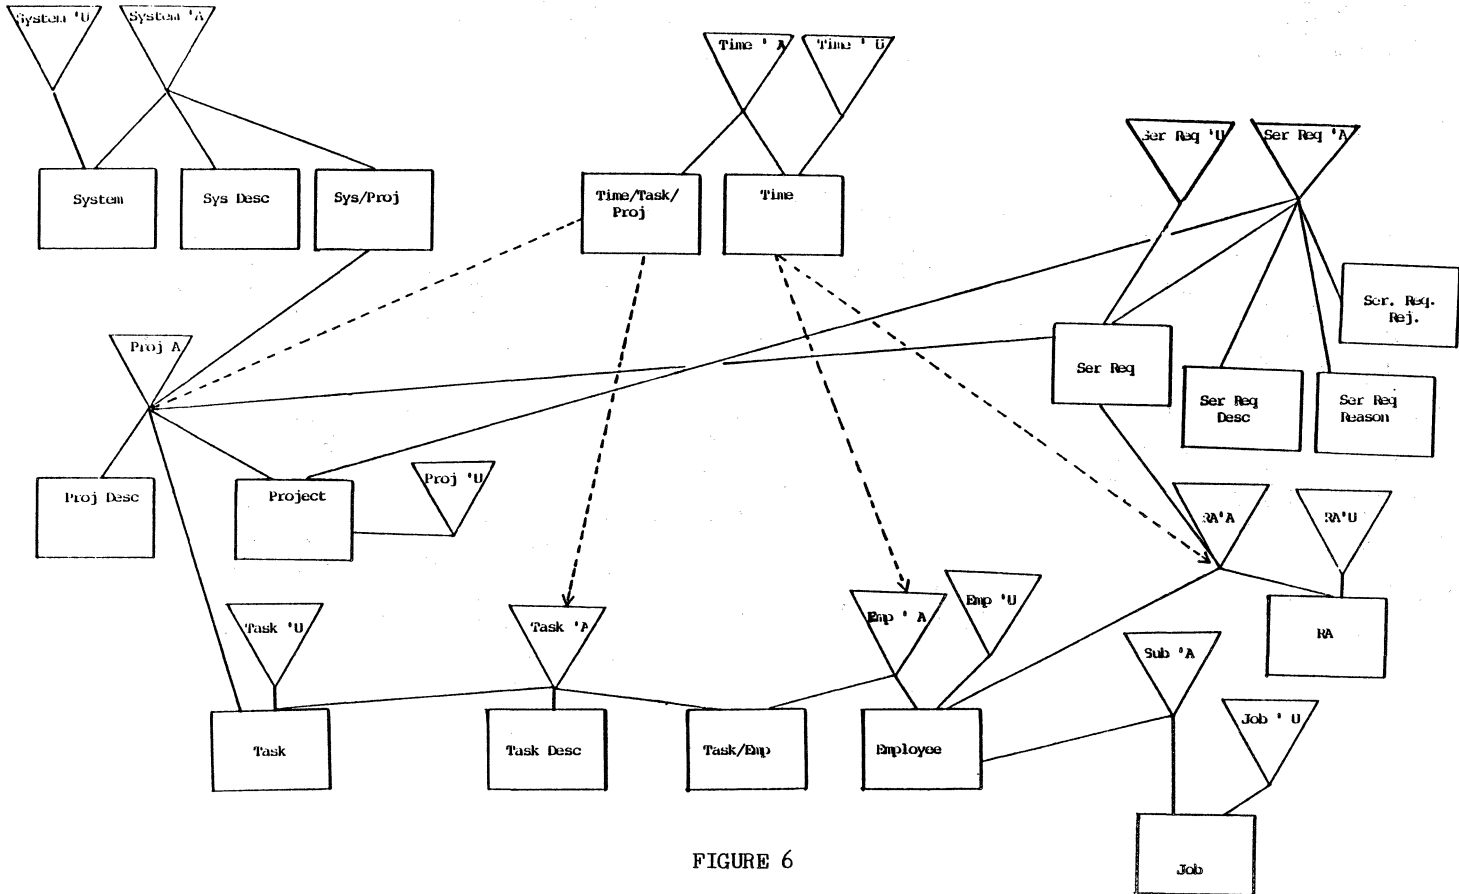 System 'U
System 'A
Time ' A
Time ' U
Ser Req 'U
Ser Req 'A
System
Sys Desc
Sys/Proj
Time/Task/
Proj
Time
Ser. Req.
Rej.
Proj A
Ser Req
Ser Req
Desc
Ser Req
Reason
Proj Desc
Project
Proj 'U
RA'A
RA'U
Task 'U
Task 'A
Emp ' A
Emp 'U
RA
Sub 'A
Job ' U
Task
Task Desc
Task/Emp
Employee
Job
FIGURE 6